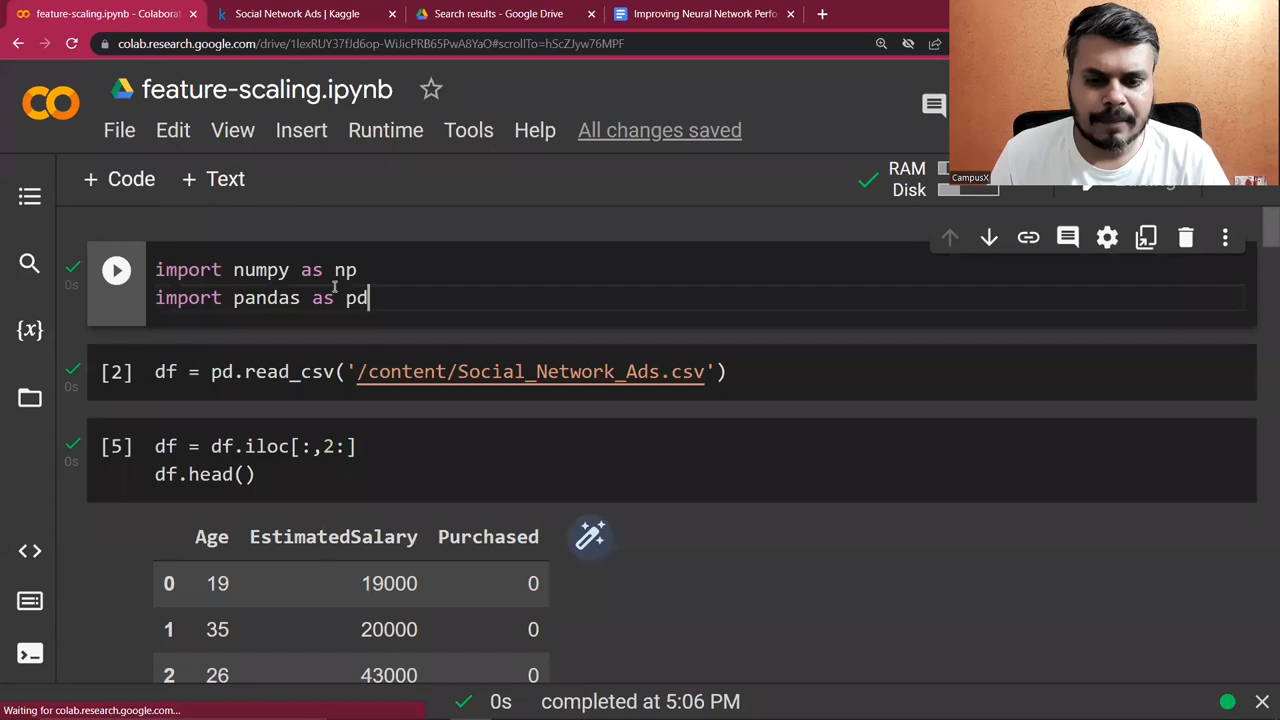 feature-scaling.ipynb - Colaborat
Social Network Ads | Kaggle
Search results - Google Drive
Improving Neural Network Perfo
colab.research.google.com/drive/1lexRUY37fJd6op-WiJicPRB65PwA8YaO#scrollTo=hScZJyw76MPF
feature-scaling.ipynb
File Edit View Insert Runtime Tools Help All changes saved
+ Code + Text
RAM
Disk
CampusX
import numpy as np
0s
import pandas as pd
[2] df = pd.read_csv('/content/Social_Network_Ads.csv')
0s
[5] df = df.iloc[:,2:]
0s
df.head()
Age EstimatedSalary Purchased
0 19 19000 0
1 35 20000 0
2 26 43000 0
{x}
<>
0s completed at 5:06 PM
Waiting for colab.research.google.com...